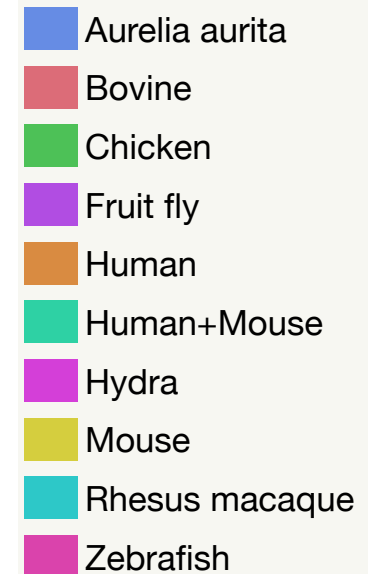 Aurelia aurita
Bovine
Chicken
Fruit fly
Human
Human+Mouse
Hydra
Mouse
Rhesus macaque
Zebrafish